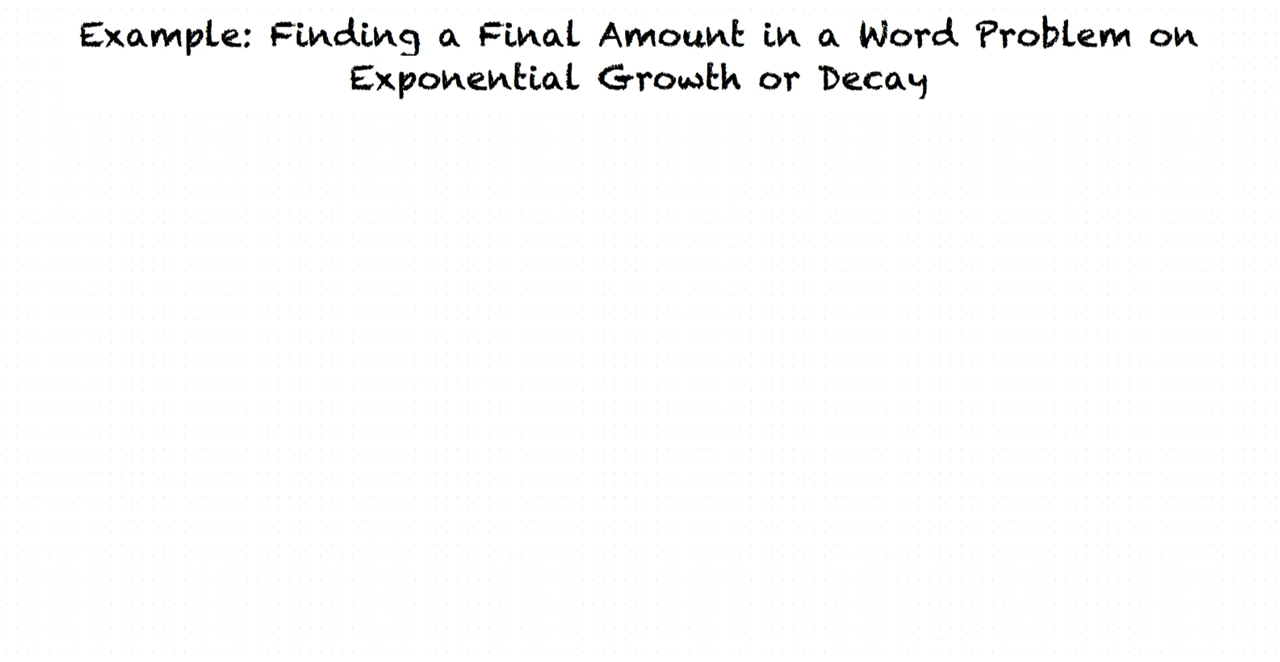 Example: Finding a Final Amount in a Word Problem on
Exponential Growth or Decay